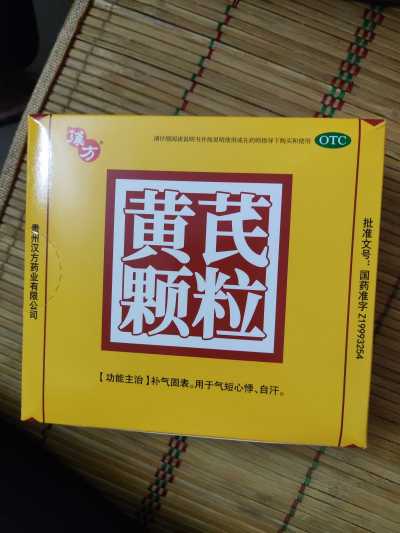 漢方
请仔细阅读说明书并按说明使用或在药师指导下购买和使用
OTC
黄芪
颗粒
【功能主治】补气固表。用于气短心悸、自汗。
贵州汉方药业有限公司
批准文号：国药准字Z19993254